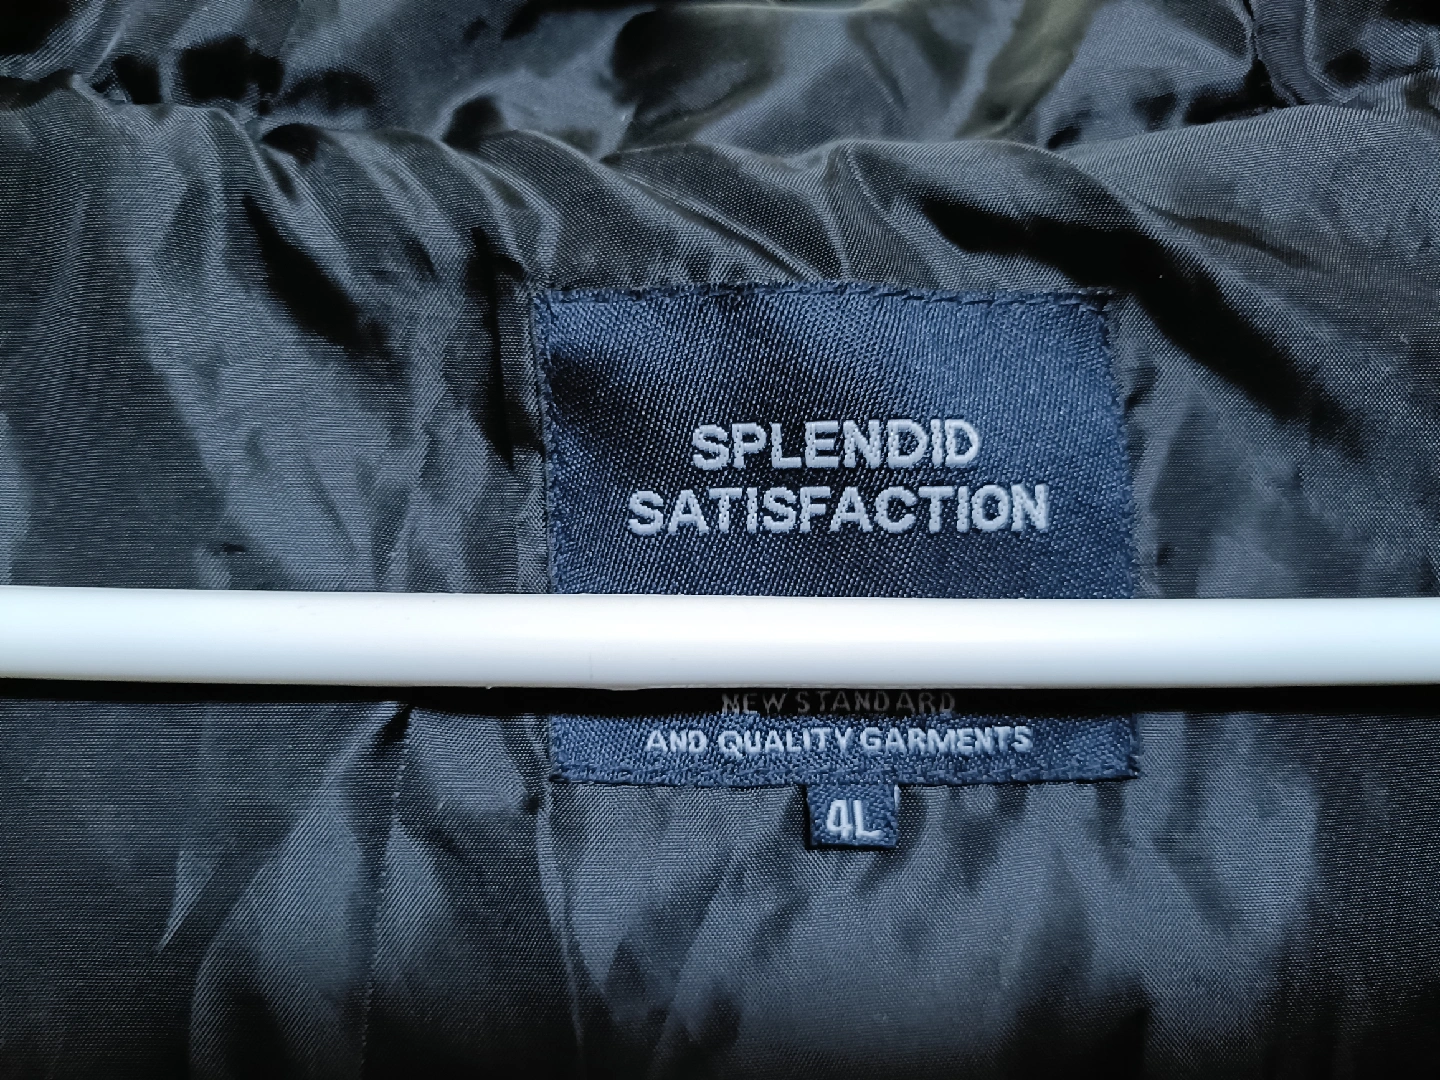 SPLENDID
SATISFACTION
NEW STANDARD
AND QUALITY GARMENTS
4L